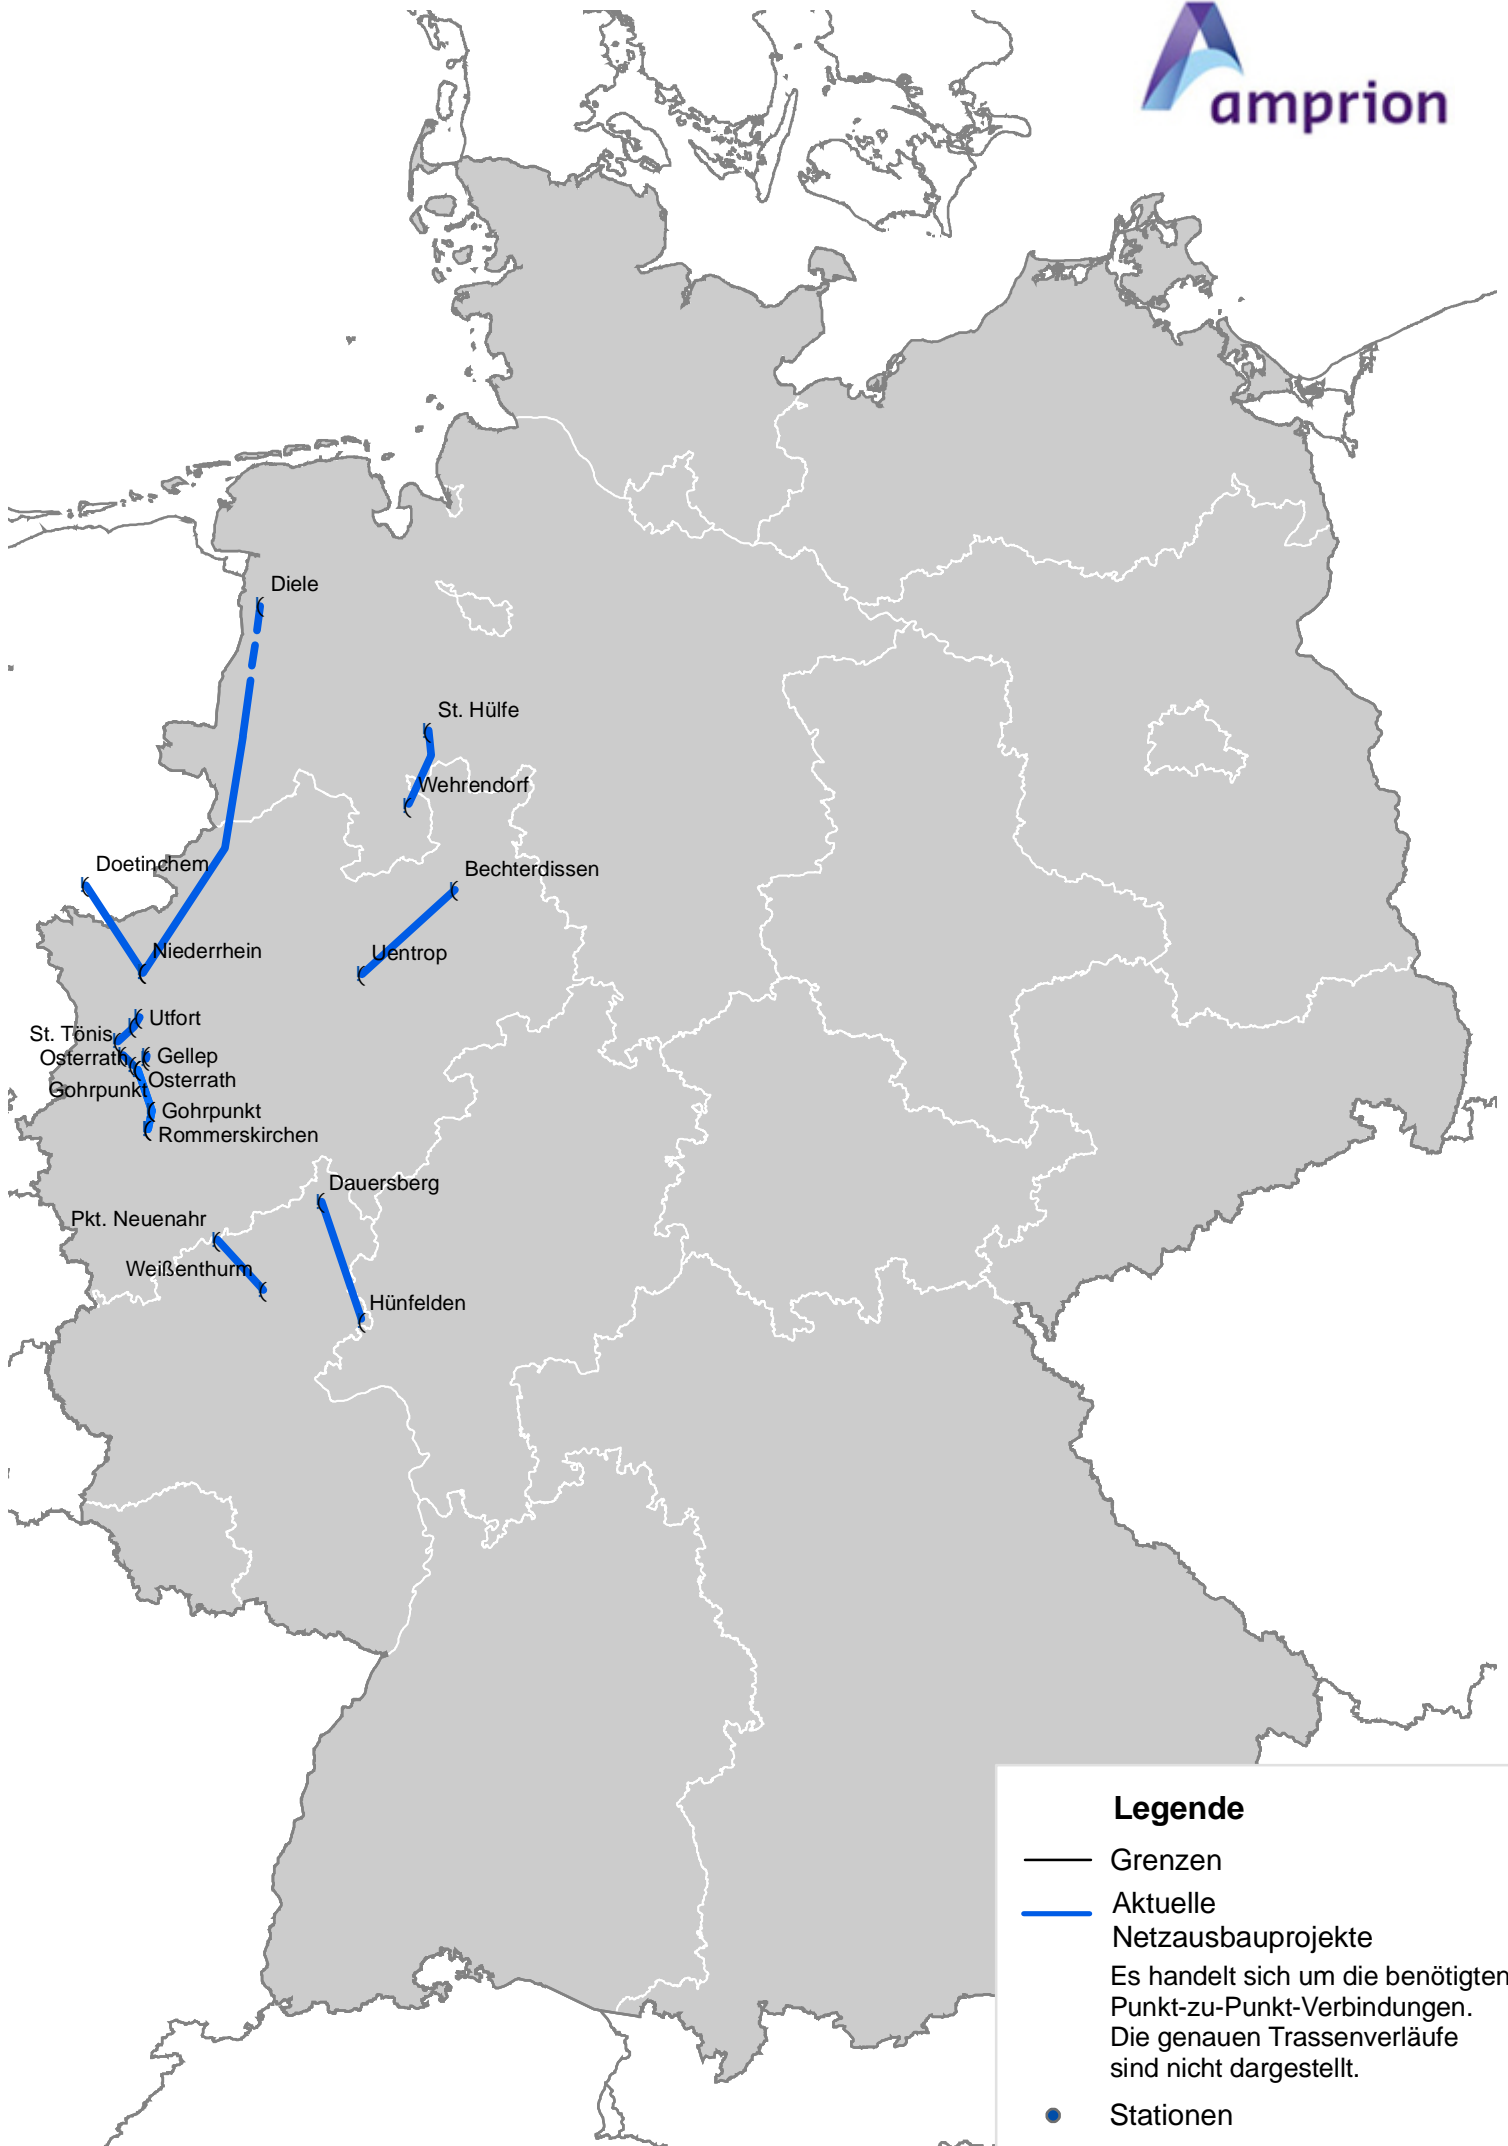 amprion
Diele
St. Hülfe
Wehrendorf
Doetinchem
Bechterdissen
Niederrhein
Uentrop
Utfort
St. Tönis
Osterrath
Gellep
Osterrath
Gohrpunkt
Gohrpunkt
Rommerskirchen
Dauersberg
Pkt. Neuenahr
Weißenthurm
Hünfelden
Legende
Grenzen
Aktuelle
Netzausbauprojekte
Es handelt sich um die benötigten
Punkt-zu-Punkt-Verbindungen.
Die genauen Trassenverläufe
sind nicht dargestellt.
Stationen